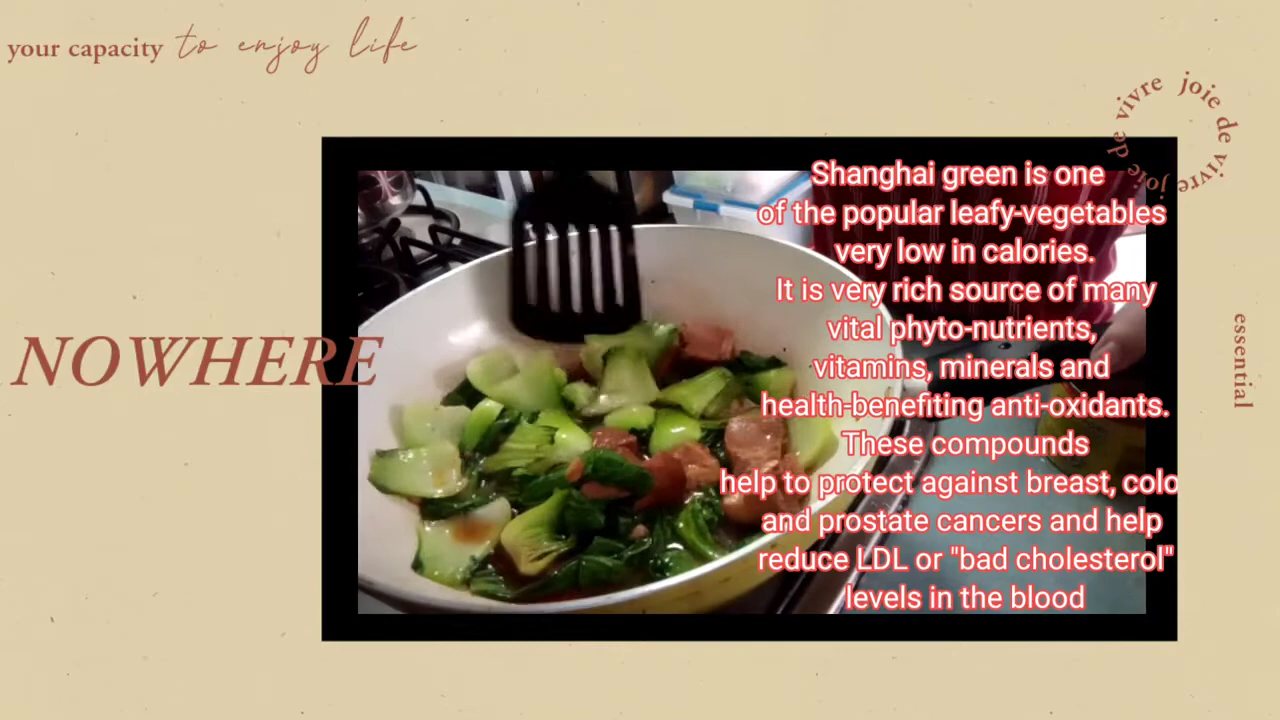 your capacity to enjoy life
joie de vivre joie de vivre
NOWHERE
essential
Shanghai green is one
of the popular leafy-vegetables
very low in calories.
It is very rich source of many
vital phyto-nutrients,
vitamins, minerals and
health-benefiting anti-oxidants.
These compounds
help to protect against breast, colo
and prostate cancers and help
reduce LDL or "bad cholesterol"
levels in the blood